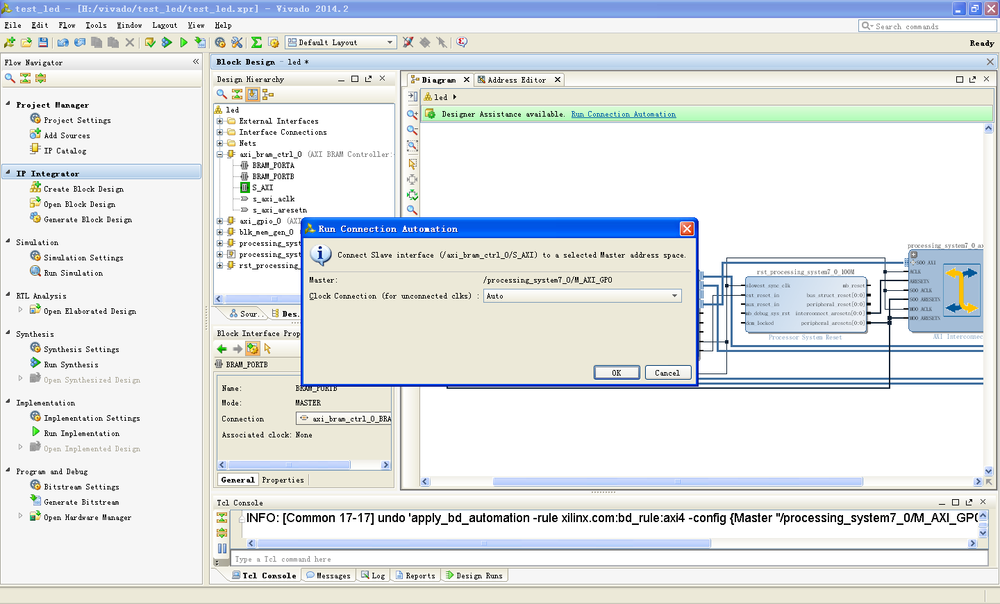 test_led - [H:/vivado/test_led/test_led.xpr] - Vivado 2014.2
File Edit Flow Tools Window Layout View Help
Search commands
Default Layout
Ready
Flow Navigator
Project Manager
Project Settings
Add Sources
IP Catalog
IP Integrator
Create Block Design
Open Block Design
Generate Block Design
Simulation
Simulation Settings
Run Simulation
RTL Analysis
Open Elaborated Design
Synthesis
Synthesis Settings
Run Synthesis
Open Synthesized Design
Implementation
Implementation Settings
Run Implementation
Open Implemented Design
Program and Debug
Bitstream Settings
Generate Bitstream
Open Hardware Manager
Block Design - led *
Design Hierarchy
led
External Interfaces
Interface Connections
Nets
axi_bram_ctrl_0 (AXI BRAM Controller:
BRAM_PORTA
BRAM_PORTB
S_AXI
s_axi_aclk
s_axi_aresetn
axi_gpio_0 (AXI
blk_mem_gen_0 (
processing_syst
processing_syst
rst_processing_
Sour..
Des.
Block Interface Prop
BRAM_PORTB
Name: BRAM_PORTB
Mode: MASTER
Connection axi_bram_ctrl_0_BRA
Associated clock: None
General Properties
Diagram
Address Editor
led
Designer Assistance available. Run Connection Automation
rst_processing_system7_0_100M
slowest_sync_clk
ext_reset_in
aux_reset_in
mb_debug_sys_rst
dcm_locked
mb_reset
bus_struct_reset[0:0]
peripheral_reset[0:0]
interconnect_aresetn[0:0]
peripheral_aresetn[0:0]
Processor System Reset
processing_system7_0_ax
S00_AXI
ACLK
ARESETN
S00_ACLK
S00_ARESETN
M00_ACLK
M00_ARESETN
AXI Interconnec
Run Connection Automation
Connect Slave interface (/axi_bram_ctrl_0/S_AXI) to a selected Master address space.
Master: /processing_system7_0/M_AXI_GP0
Clock Connection (for unconnected clks) : Auto
OK
Cancel
Tcl Console
INFO: [Common 17-17] undo 'apply_bd_automation -rule xilinx.com:bd_rule:axi4 -config {Master "/processing_system7_0/M_AXI_GP0
Type a Tcl command here
Tcl Console Messages Log Reports Design Runs